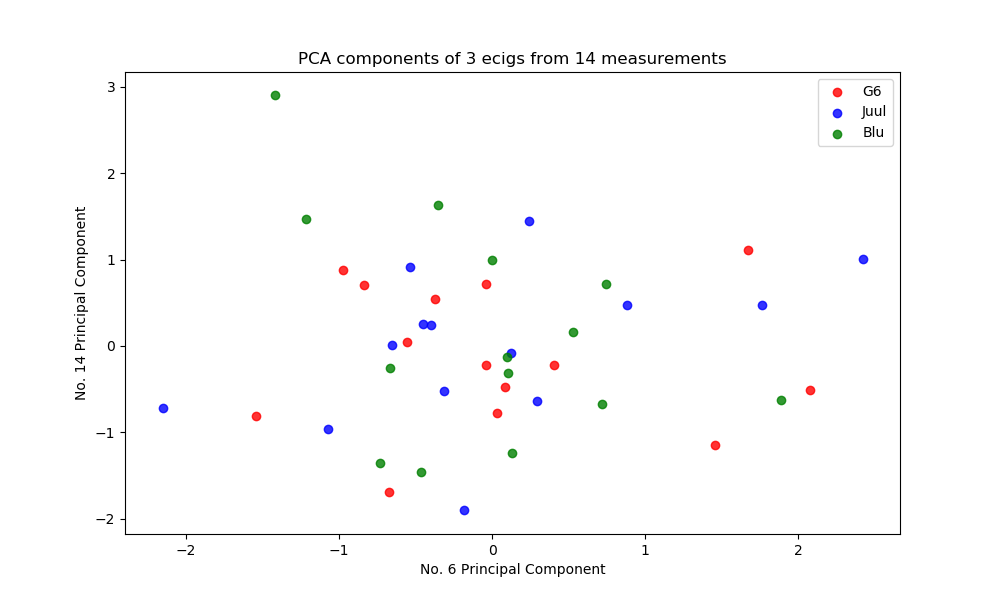 PCA components of 3 ecigs from 14 measurements
G6
Juul
Blu
3
2
1
0
−1
−2
No. 14 Principal Component
−2
−1
0
1
2
No. 6 Principal Component